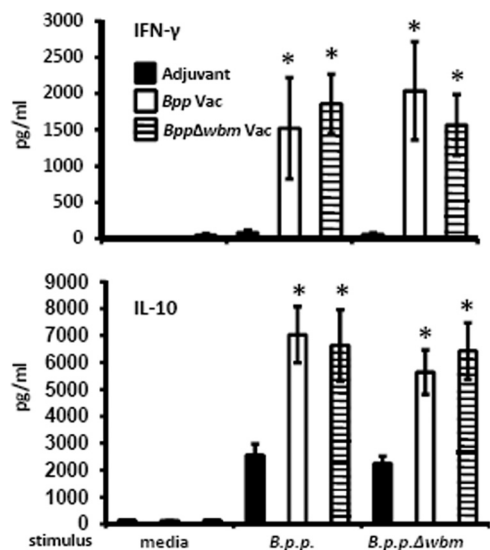 IFN-γ
Adjuvant
Bpp Vac
BppΔwbm Vac
pg/ml
3000
2500
2000
1500
1000
500
0
* * * *
IL-10
pg/ml
9000
8000
7000
6000
5000
4000
3000
2000
1000
0
* * * *
stimulus media B.p.p. B.p.p.Δwbm